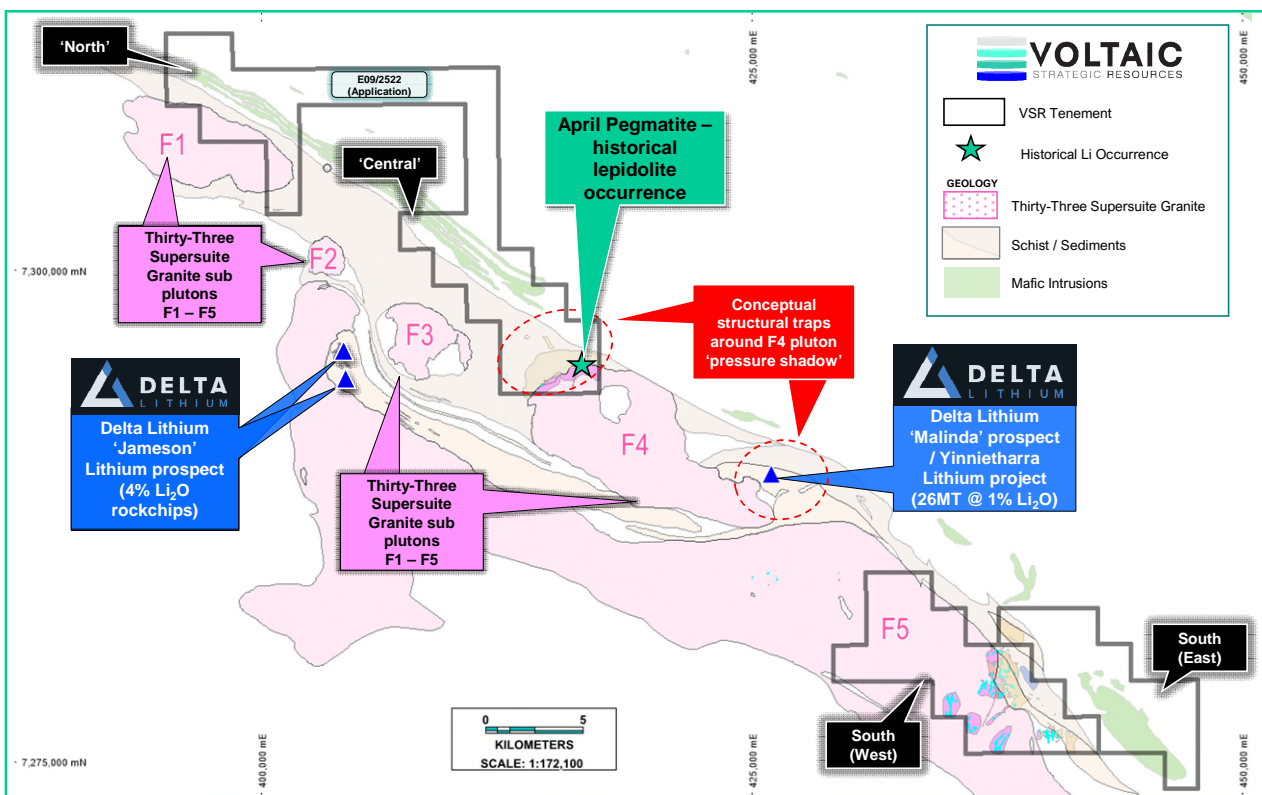 400,000 mE
425,000 mE
450,000 mE
'North'
E09/2522
(Application)
VOLTAIC
STRATEGIC RESOURCES
VSR Tenement
Historical Li Occurrence
GEOLOGY
Thirty-Three Supersuite Granite
Schist / Sediments
Mafic Intrusions
April Pegmatite –
historical
lepidolite
occurrence
F1
'Central'
Thirty-Three
Supersuite
Granite sub
plutons
F1 – F5
F2
7,300,000 mN
F3
Conceptual
structural traps
around F4 pluton
'pressure shadow'
DELTA
LITHIUM
Delta Lithium
'Jameson'
Lithium prospect
(4% Li₂O
rockchips)
DELTA
LITHIUM
Delta Lithium
'Malinda' prospect
/ Yinnietharra
Lithium project
(26MT @ 1% Li₂O)
F4
Thirty-Three
Supersuite
Granite sub
plutons
F1 – F5
F5
South
(East)
South
(West)
0 5
KILOMETERS
SCALE: 1:172,100
7,275,000 mN
400,000 mE
425,000 mE
450,000 mE